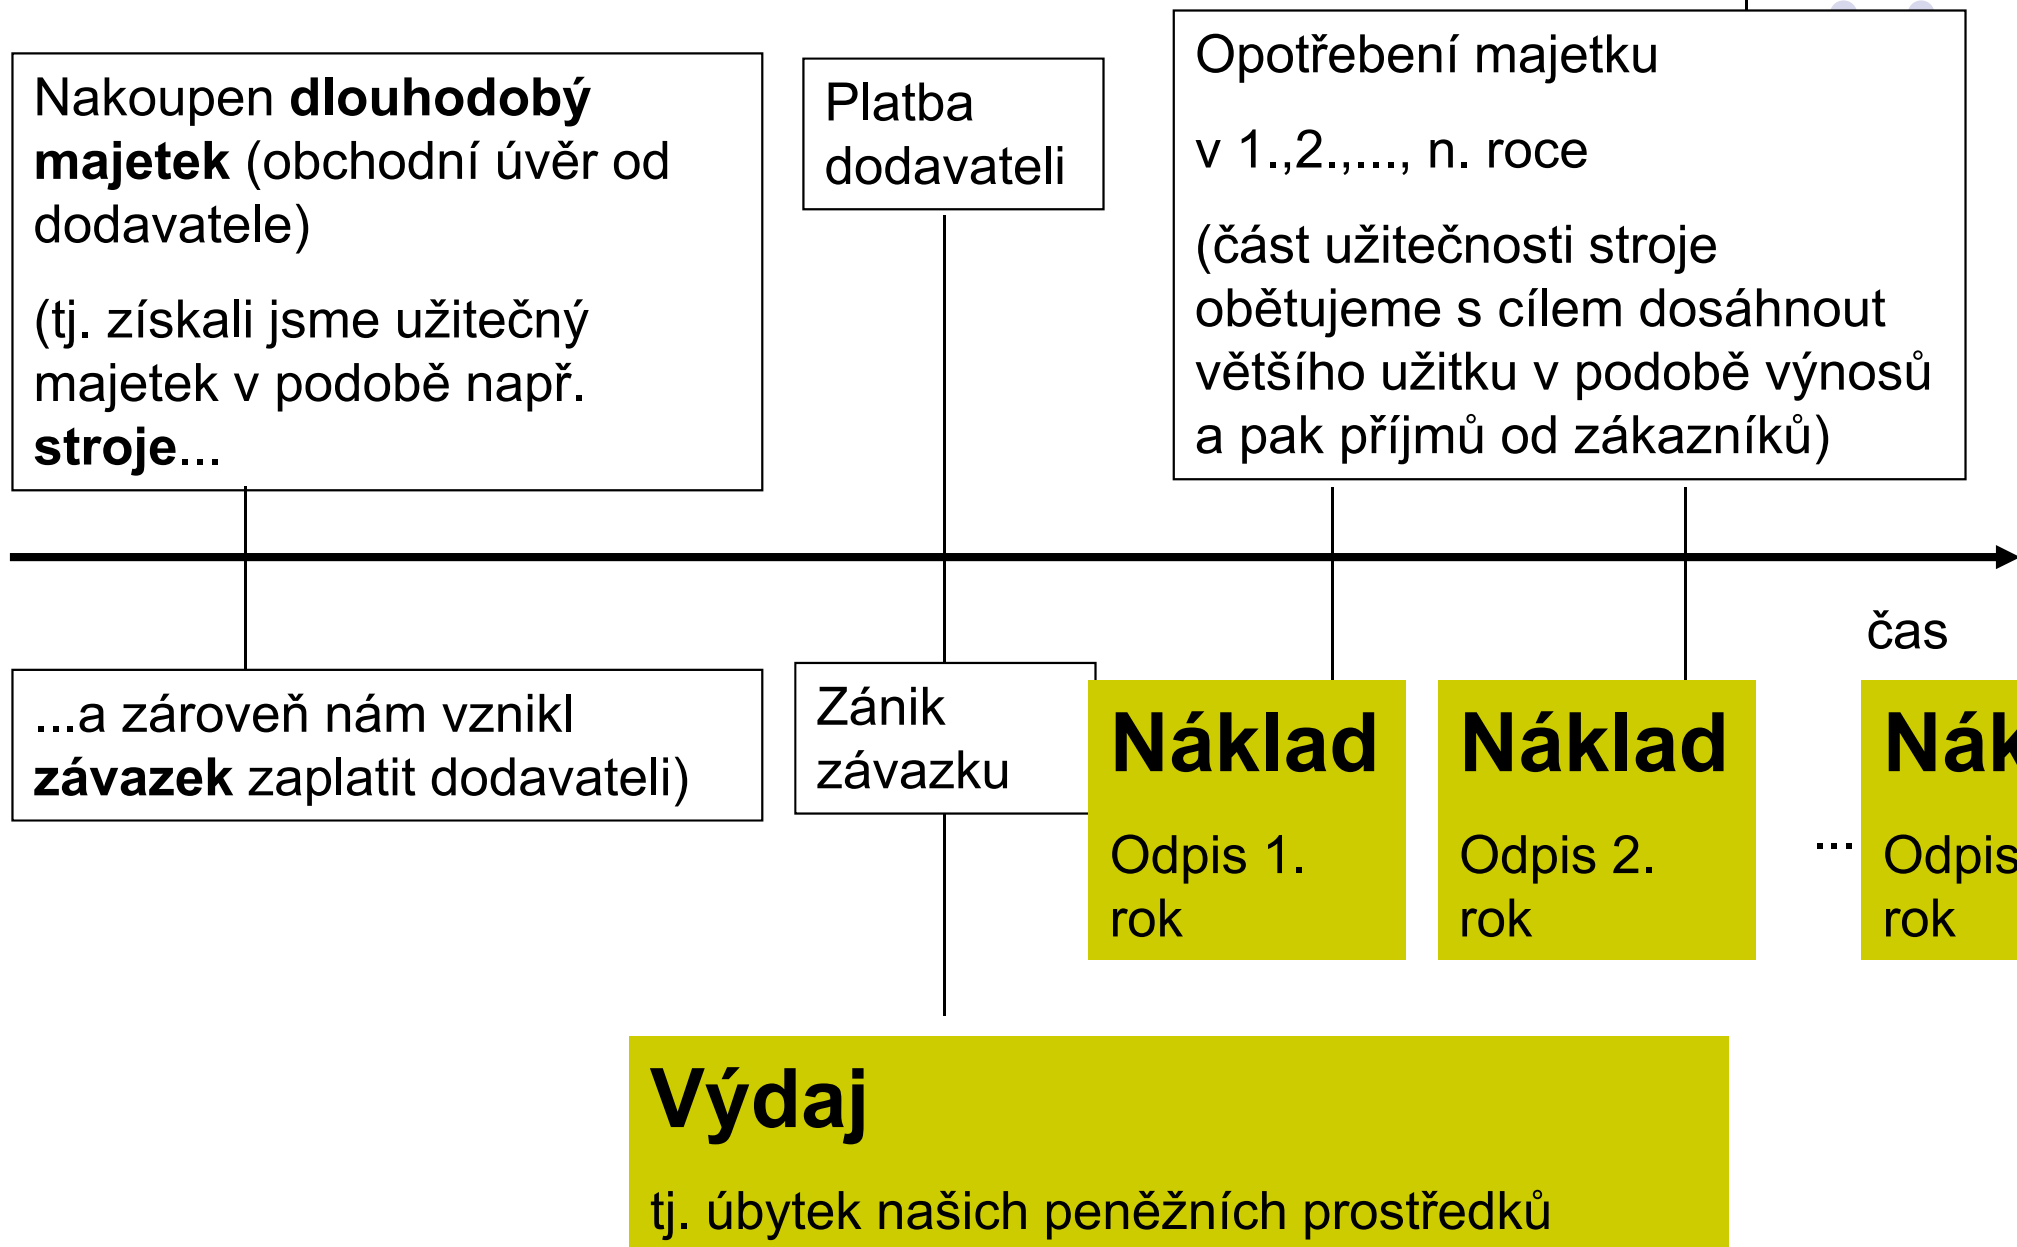 Nakoupen dlouhodobý
majetek (obchodní úvěr od
dodavatele)
(tj. získali jsme užitečný
majetek v podobě např.
stroje...
Platba
dodavateli
Opotřebení majetku
v 1.,2.,..., n. roce
(část užitečnosti stroje
obětujeme s cílem dosáhnout
většího užitku v podobě výnosů
a pak příjmů od zákazníků)
čas
...a zároveň nám vznikl
závazek zaplatit dodavateli)
Zánik
závazku
Náklad
Odpis 1.
rok
Náklad
Odpis 2.
rok
...
Nák
Odpis
rok
Výdaj
tj. úbytek našich peněžních prostředků